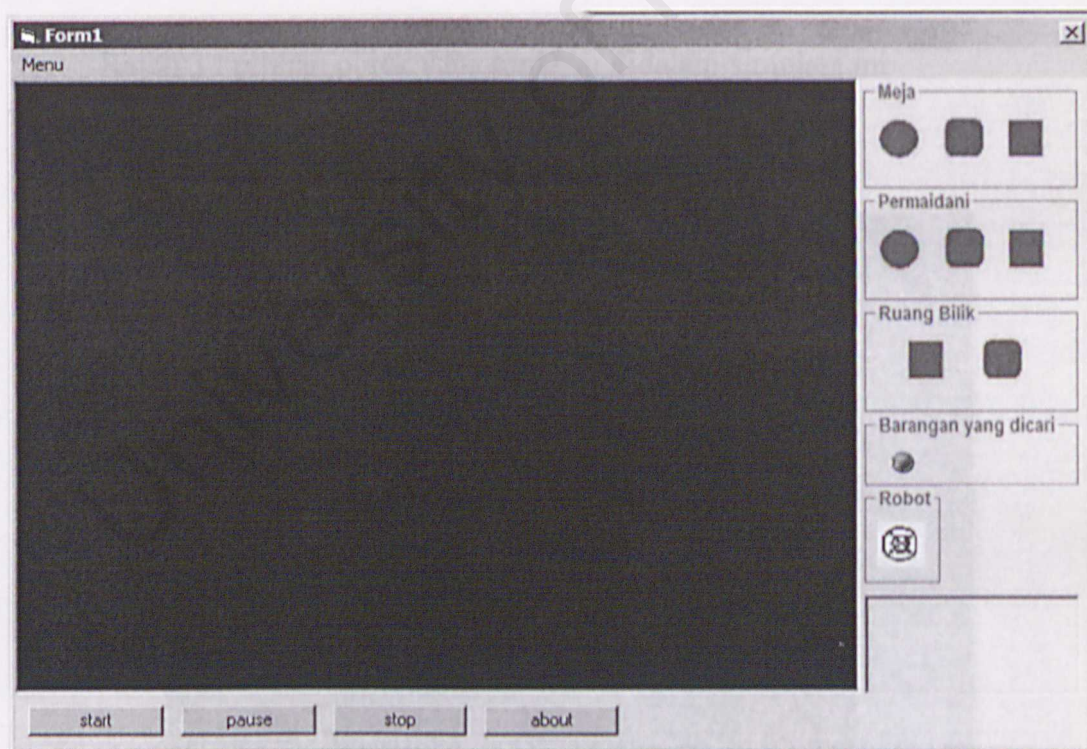 Form1
Menu
Meja
Permaidani
Ruang Bilik
Barangan yang dicari
Robot
start
pause
stop
about